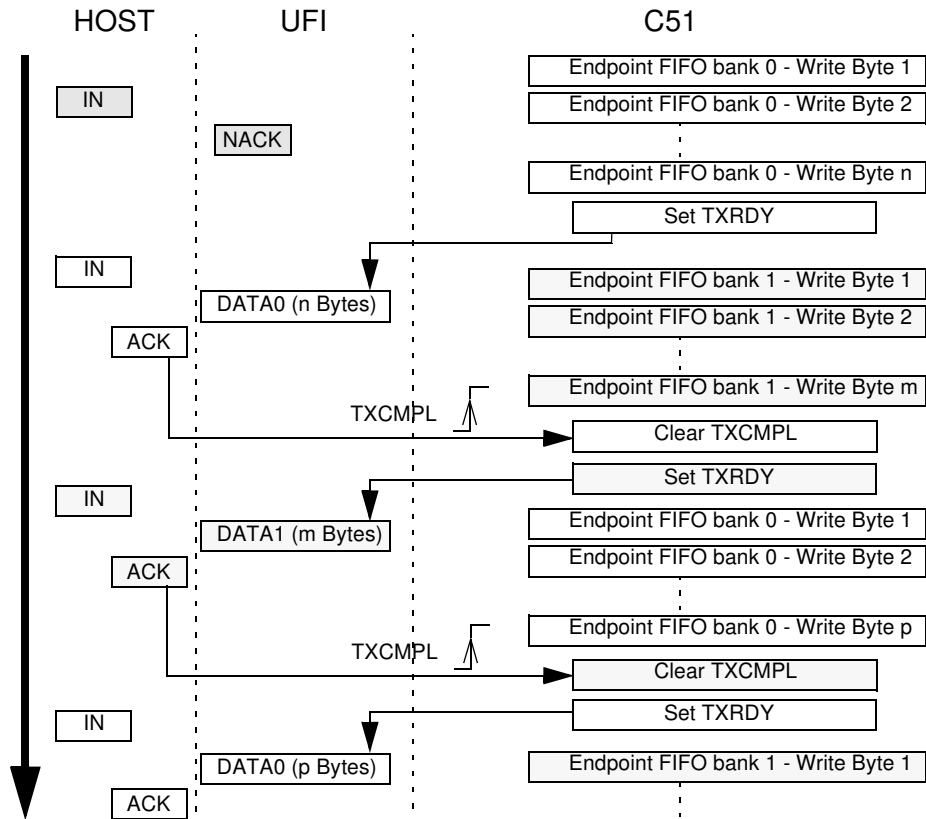 HOST UFI C51
Endpoint FIFO bank 0 - Write Byte 1
IN
Endpoint FIFO bank 0 - Write Byte 2
NACK
Endpoint FIFO bank 0 - Write Byte n
Set TXRDY
IN
Endpoint FIFO bank 1 - Write Byte 1
DATA0 (n Bytes)
Endpoint FIFO bank 1 - Write Byte 2
ACK
Endpoint FIFO bank 1 - Write Byte m
TXCMPL
Clear TXCMPL
Set TXRDY
IN
Endpoint FIFO bank 0 - Write Byte 1
DATA1 (m Bytes)
Endpoint FIFO bank 0 - Write Byte 2
ACK
Endpoint FIFO bank 0 - Write Byte p
TXCMPL
Clear TXCMPL
Set TXRDY
IN
DATA0 (p Bytes)
Endpoint FIFO bank 1 - Write Byte 1
ACK